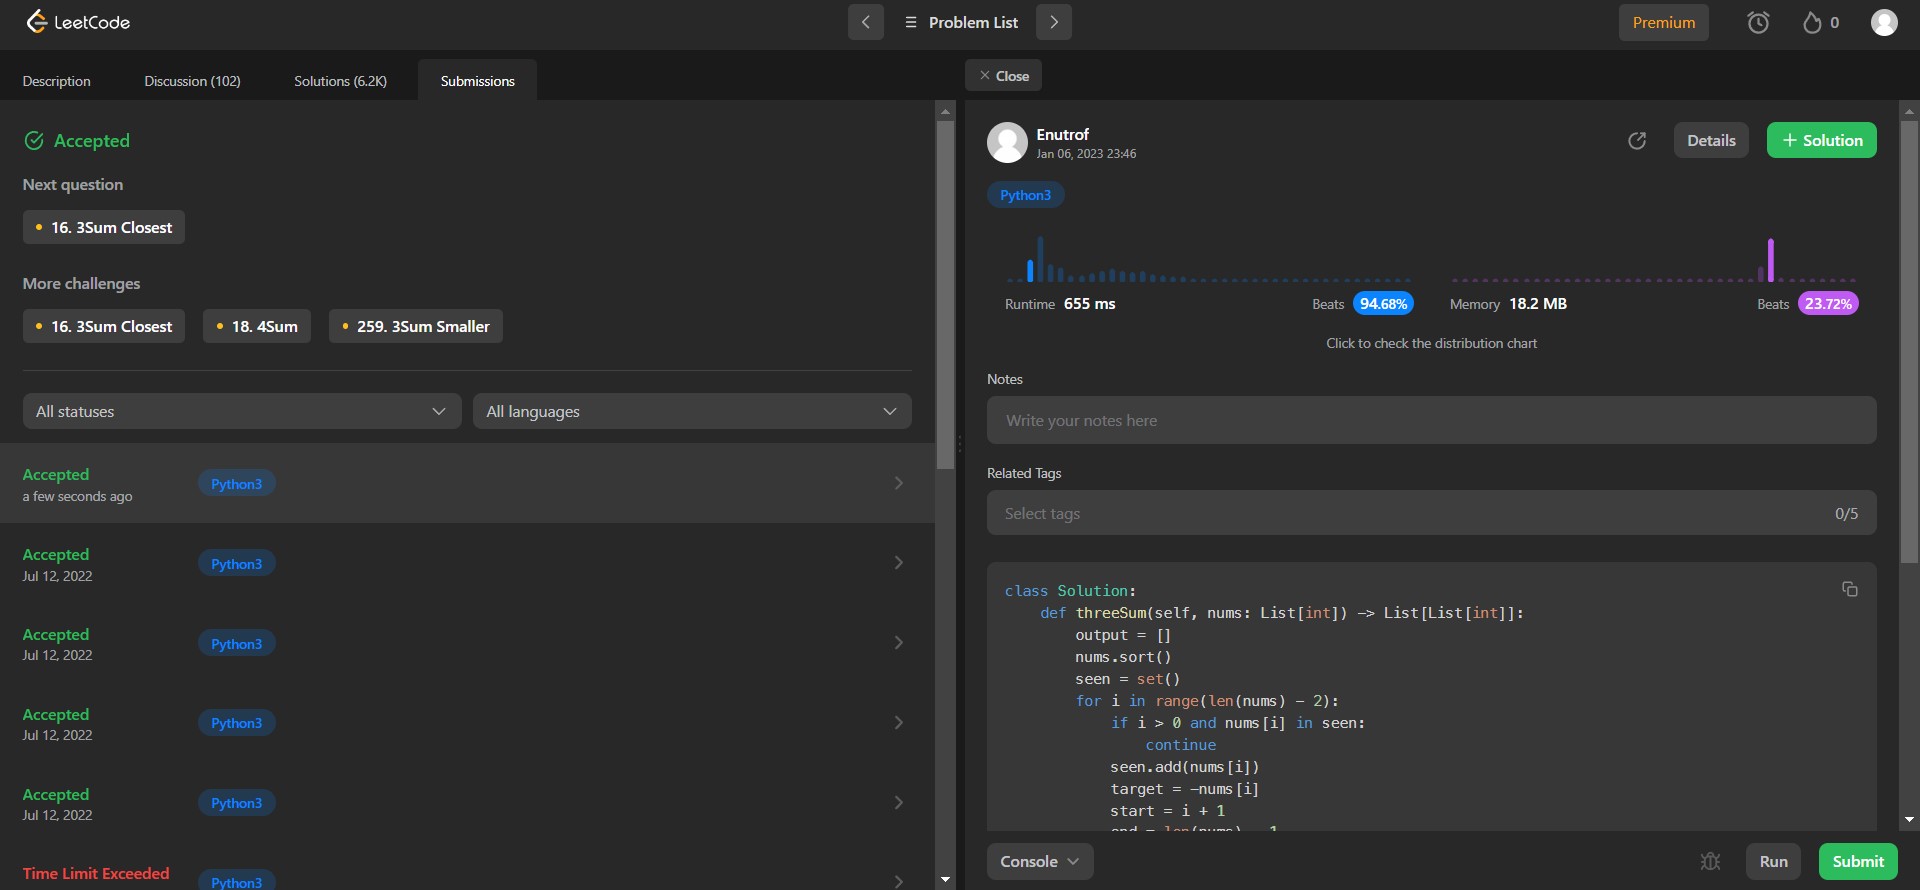 LeetCode
Problem List
Premium
0
Description
Discussion (102)
Solutions (6.2K)
Submissions
Close
Accepted
Next question
16. 3Sum Closest
More challenges
16. 3Sum Closest
18. 4Sum
259. 3Sum Smaller
All statuses
All languages
Accepted
a few seconds ago
Python3
Accepted
Jul 12, 2022
Python3
Accepted
Jul 12, 2022
Python3
Accepted
Jul 12, 2022
Python3
Accepted
Jul 12, 2022
Python3
Time Limit Exceeded
Python3
Enutrof
Jan 06, 2023 23:46
Details
+ Solution
Python3
Runtime 655 ms
Beats 94.68%
Memory 18.2 MB
Beats 23.72%
Click to check the distribution chart
Notes
Write your notes here
Related Tags
Select tags
0/5
class Solution:
def threeSum(self, nums: List[int]) -> List[List[int]]:
output = []
nums.sort()
seen = set()
for i in range(len(nums) - 2):
if i > 0 and nums[i] in seen:
continue
seen.add(nums[i])
target = -nums[i]
start = i + 1
end = len(nums) - 1
Console
Run
Submit